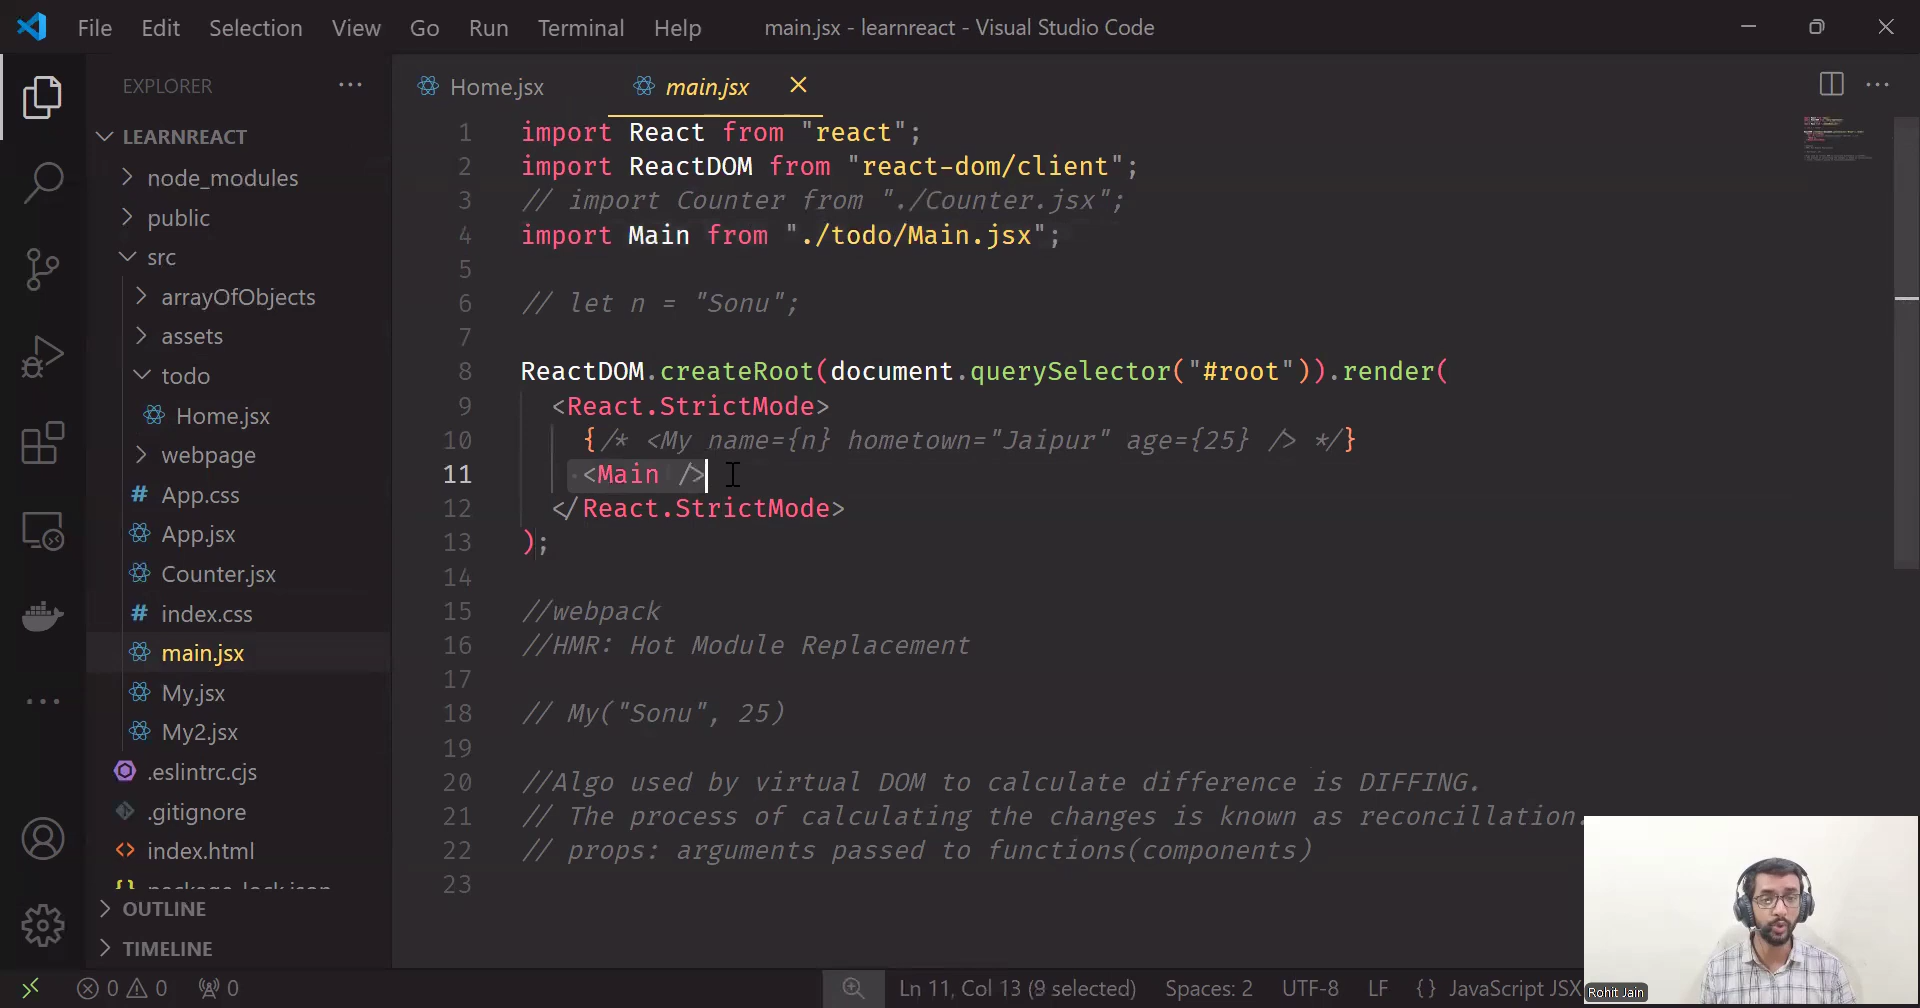 File Edit Selection View Go Run Terminal Help main.jsx - learnreact - Visual Studio Code
EXPLORER
LEARNREACT
node_modules
public
src
arrayOfObjects
assets
todo
Home.jsx
webpage
App.css
App.jsx
Counter.jsx
index.css
main.jsx
My.jsx
My2.jsx
.eslintrc.cjs
.gitignore
index.html
package-lock.json
OUTLINE
TIMELINE
Home.jsx main.jsx
1 import React from "react";
2 import ReactDOM from "react-dom/client";
3 // import Counter from "./Counter.jsx";
4 import Main from "./todo/Main.jsx";
5
6 // let n = "Sonu";
7
8 ReactDOM.createRoot(document.querySelector("#root")).render(
9 <React.StrictMode>
10 {/* <My name={n} hometown="Jaipur" age={25} /> */}
11 <Main />
12 </React.StrictMode>
13 );
14
15 //webpack
16 //HMR: Hot Module Replacement
17
18 // My("Sonu", 25)
19
20 //Algo used by virtual DOM to calculate difference is DIFFING.
21 // The process of calculating the changes is known as reconcillation.
22 // props: arguments passed to functions(components)
23
Rohit Jain
0 0 0 Ln 11, Col 13 (9 selected) Spaces: 2 UTF-8 LF {} JavaScript JSX